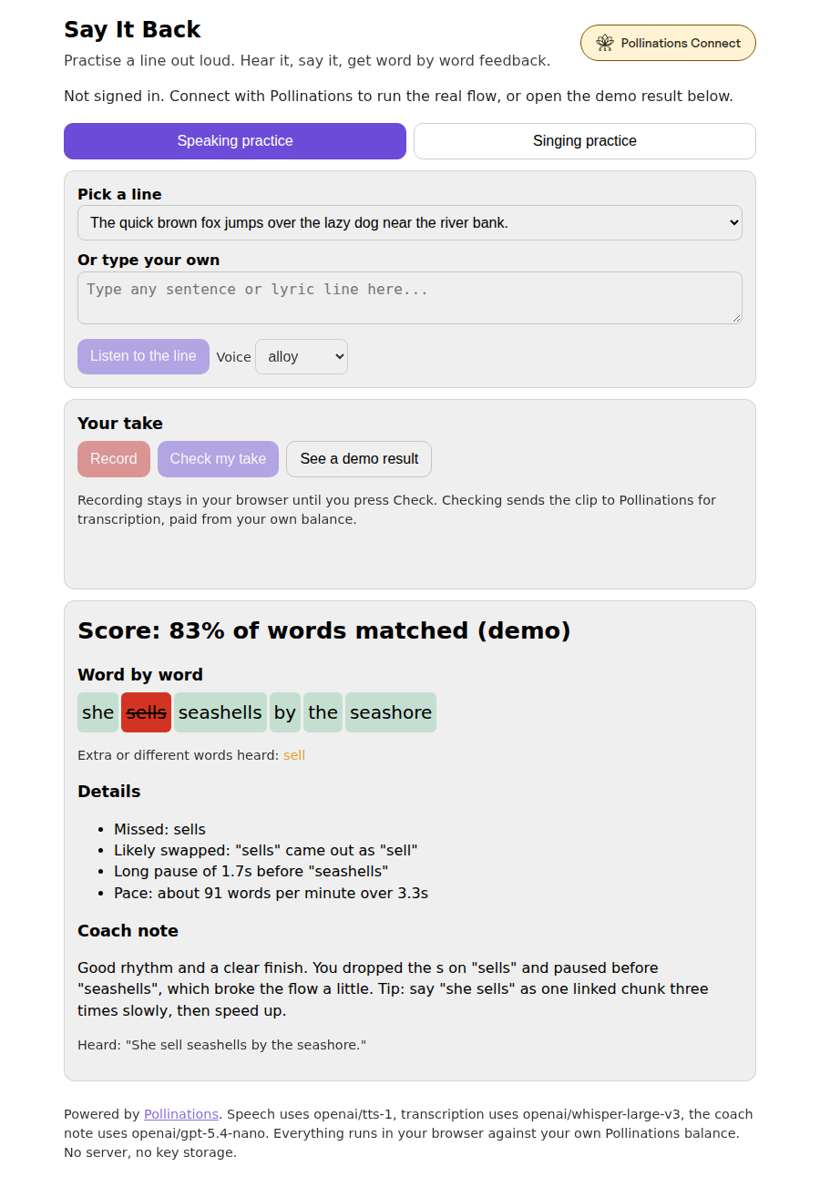 Say It Back
Pollinations Connect
Practise a line out loud. Hear it, say it, get word by word feedback.
Not signed in. Connect with Pollinations to run the real flow, or open the demo result below.
Speaking practice
Singing practice
Pick a line
The quick brown fox jumps over the lazy dog near the river bank.
Or type your own
Type any sentence or lyric line here...
Listen to the line
Voice
alloy
Your take
Record
Check my take
See a demo result
Recording stays in your browser until you press Check. Checking sends the clip to Pollinations for
transcription, paid from your own balance.
Score: 83% of words matched (demo)
Word by word
she sells seashells by the seashore
Extra or different words heard: sell
Details
• Missed: sells
• Likely swapped: "sells" came out as "sell"
• Long pause of 1.7s before "seashells"
• Pace: about 91 words per minute over 3.3s
Coach note
Good rhythm and a clear finish. You dropped the s on "sells" and paused before
"seashells", which broke the flow a little. Tip: say "she sells" as one linked chunk three
times slowly, then speed up.
Heard: "She sell seashells by the seashore."
Powered by Pollinations. Speech uses openai/tts-1, transcription uses openai/whisper-large-v3, the coach
note uses openai/gpt-5.4-nano. Everything runs in your browser against your own Pollinations balance.
No server, no key storage.